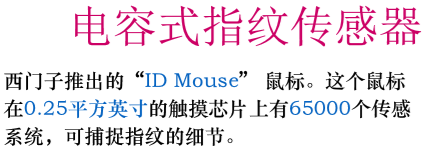 电容式指纹传感器
西门子推出的“ID Mouse” 鼠标。这个鼠标
在0.25平方英寸的触摸芯片上有65000个传感
系统，可捕捉指纹的细节。